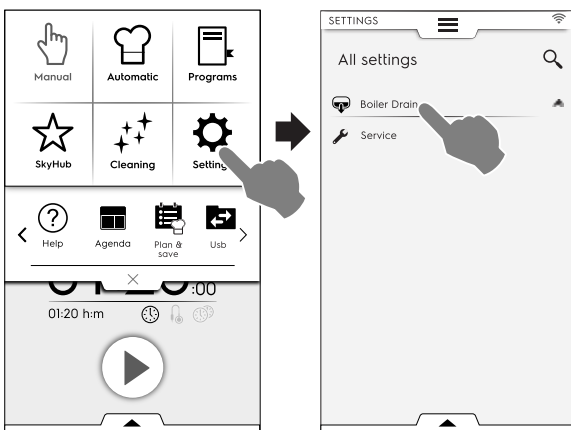 Manual Automatic Programs
SkyHub Cleaning Setting
Help Agenda Plan & save Usb
:00
01:20 h:m
SETTINGS
All settings
Boiler Drain
Service